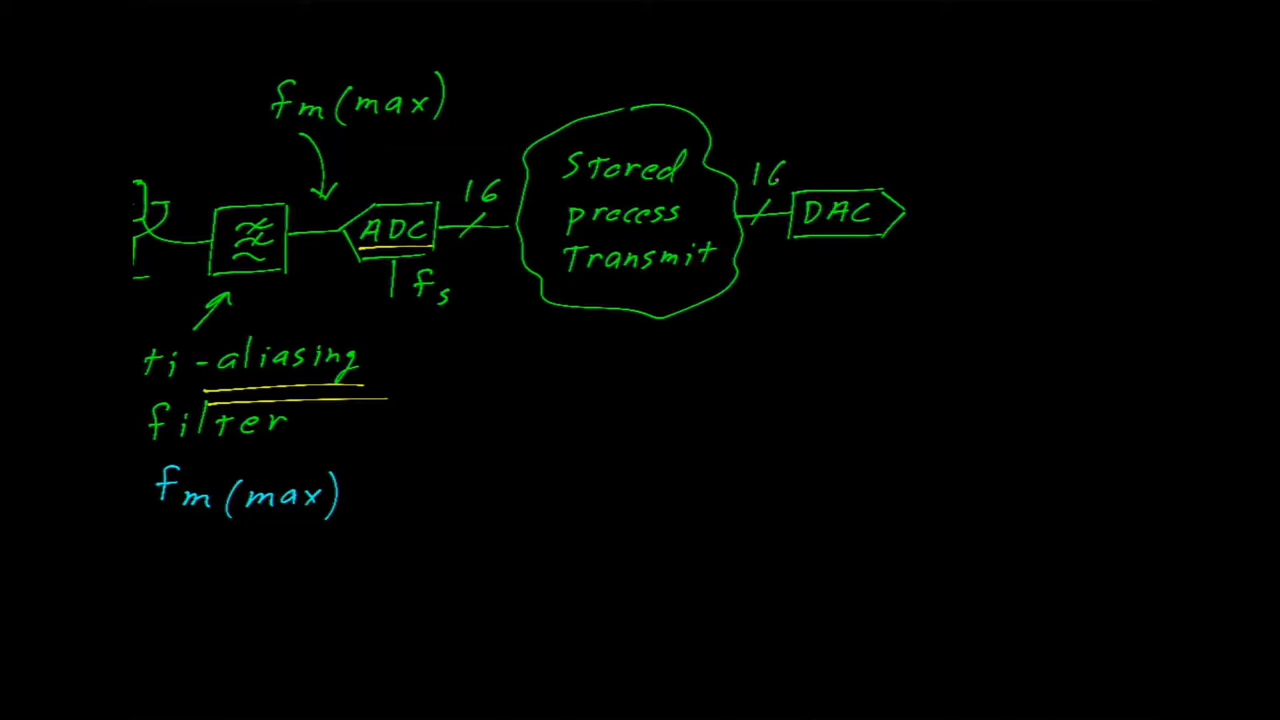 fm(max)
16
16
Stored
ADC
DAC
process
Transmit
fs
ti-aliasing
filter
fm(max)